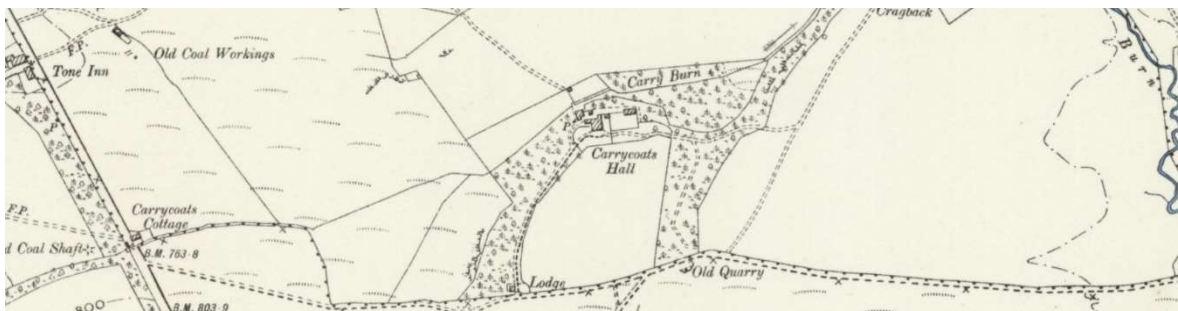 Cragback
F.P.
Old Coal Workings
Tone Inn
Carry Burn
Burn
Carrycoats
Hall
F.P.
Carrycoats
Cottage
d Coal Shaft
B.M. 763·8
Old Quarry
Lodge
800
B.M. 803·9